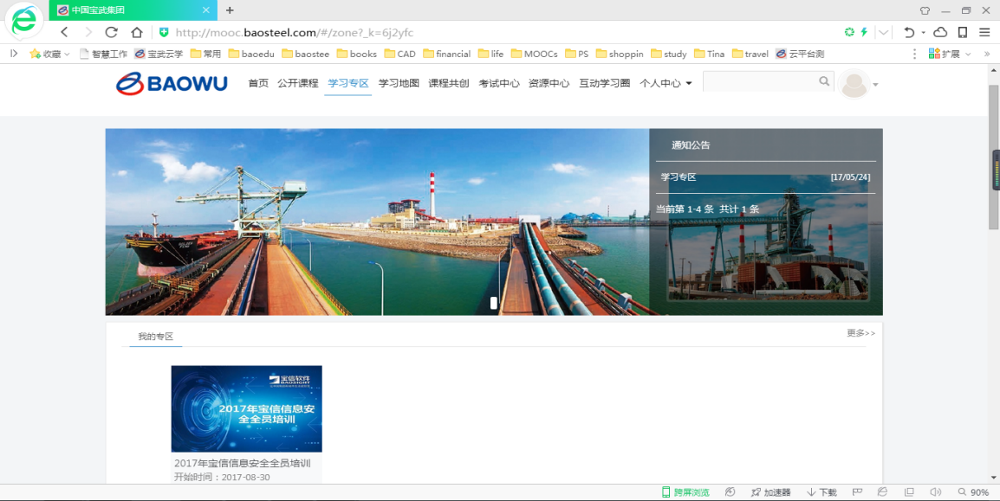 中国宝武集团
http://mooc.baosteel.com/#/zone?_k=6j2yfc
收藏 智慧工作 宝武云学 常用 baoedu baostee books CAD financial life MOOCs PS shoppin study Tina travel 云平台测 扩展
BAOWU 首页 公开课程 学习专区 学习地图 课程共创 考试中心 资源中心 互动学习圈 个人中心
通知公告
学习专区 [17/05/24]
当前第 1-4 条 共计 1 条
我的专区 更多>>
宝信软件
BAOSIGHT
2017年宝信信息安
全全员培训
2017年宝信信息安全全员培训
开始时间：2017-08-30
跨屏浏览 加速器 下载 90%